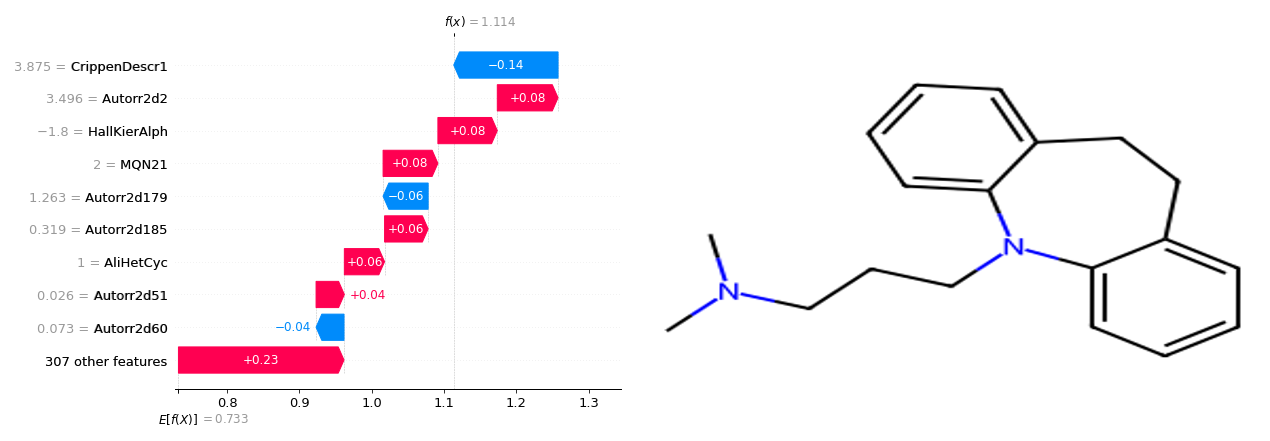 f(x) = 1.114
3.875 = CrippenDescr1
−0.14
3.496 = Autorr2d2
+0.08
−1.8 = HallKierAlph
+0.08
2 = MQN21
+0.08
1.263 = Autorr2d179
−0.06
0.319 = Autorr2d185
+0.06
1 = AliHetCyc
+0.06
0.026 = Autorr2d51
+0.04
0.073 = Autorr2d60
−0.04
307 other features
+0.23
0.8 0.9 1.0 1.1 1.2 1.3
E[f(X)] = 0.733
N
N